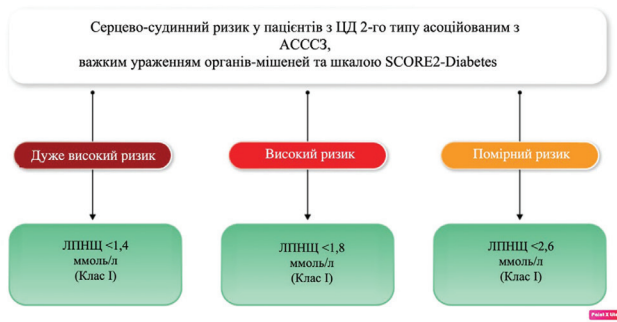 Серцево-судинний ризик у пацієнтів з ЦД 2-го типу асоційованим з
АСССЗ,
важким ураженням органів-мішеней та шкалою SCORE2-Diabetes
Дуже високий ризик
Високий ризик
Помірний ризик
ЛПНЩ <1,4
ммоль/л
(Клас I)
ЛПНЩ <1,8
ммоль/л
(Клас I)
ЛПНЩ <2,6
ммоль/л
(Клас I)